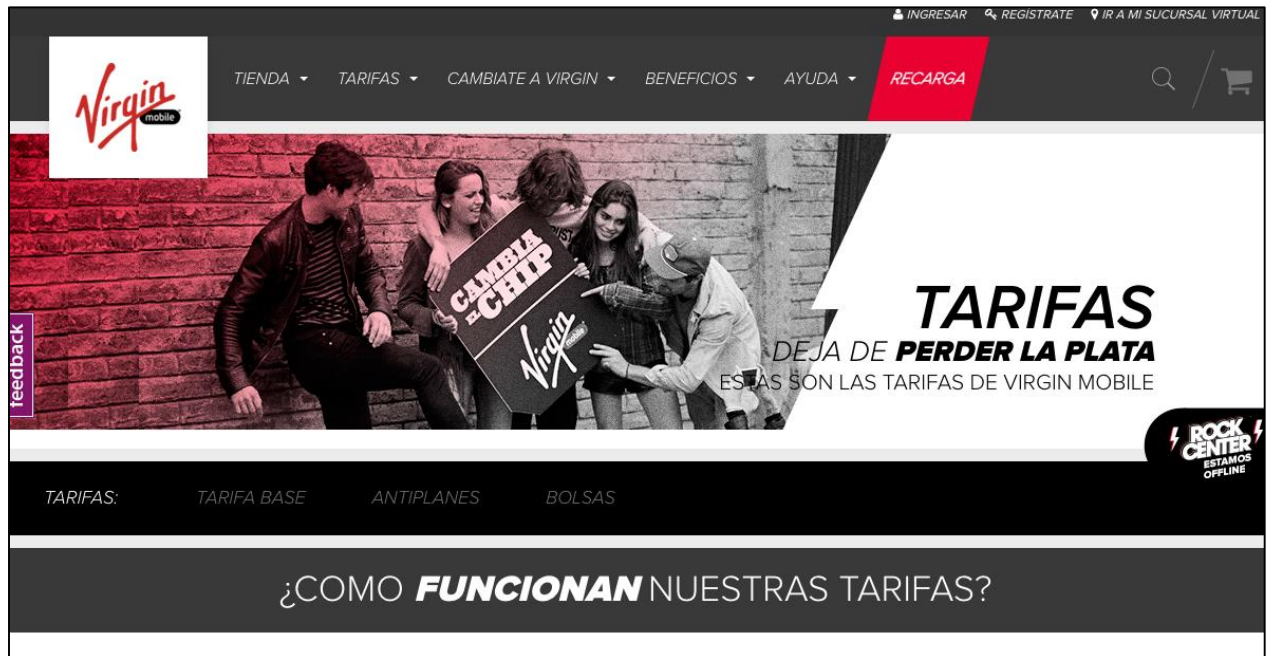 INGRESAR REGÍSTRATE IR A MI SUCURSAL VIRTUAL
Virgin
mobile
TIENDA TARIFAS CAMBIATE A VIRGIN BENEFICIOS AYUDA RECARGA
CAMBIA
EL CHIP
Virgin
mobile
TARIFAS
DEJA DE PERDER LA PLATA
ESTAS SON LAS TARIFAS DE VIRGIN MOBILE
feedback
ROCK
CENTER
ESTAMOS
OFFLINE
TARIFAS: TARIFA BASE ANTIPLANES BOLSAS
¿COMO FUNCIONAN NUESTRAS TARIFAS?